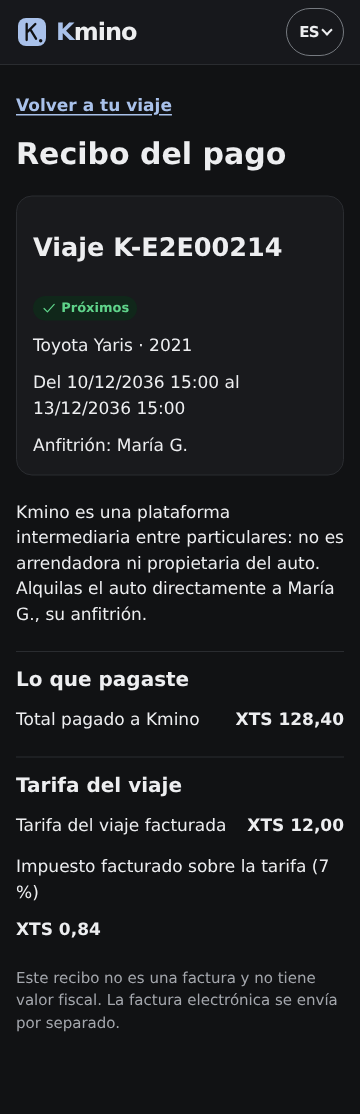 K. Kmino
ES
Volver a tu viaje
Recibo del pago
Viaje K-E2E00214
Próximos
Toyota Yaris · 2021
Del 10/12/2036 15:00 al
13/12/2036 15:00
Anfitrión: María G.
Kmino es una plataforma
intermediaria entre particulares: no es
arrendadora ni propietaria del auto.
Alquilas el auto directamente a María
G., su anfitrión.
Lo que pagaste
Total pagado a Kmino XTS 128,40
Tarifa del viaje
Tarifa del viaje facturada XTS 12,00
Impuesto facturado sobre la tarifa (7
%)
XTS 0,84
Este recibo no es una factura y no tiene
valor fiscal. La factura electrónica se envía
por separado.